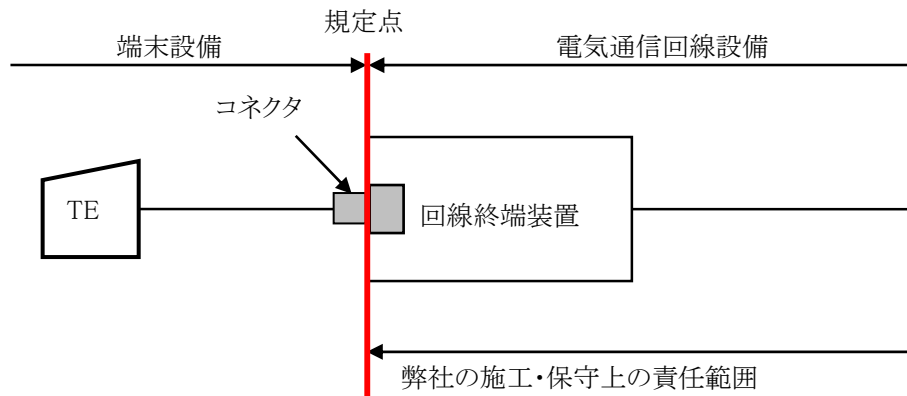 規定点
端末設備
電気通信回線設備
コネクタ
TE
回線終端装置
弊社の施工・保守上の責任範囲